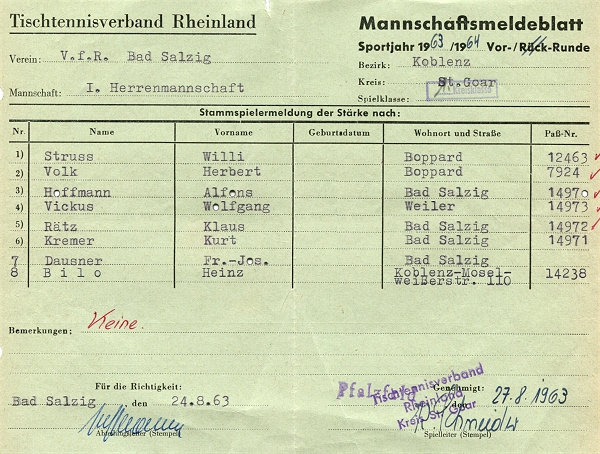 Tischtennisverband Rheinland
Mannschaftsmeldeblatt
Sportjahr 1963/1964 Vor-/Rück-Runde
Verein: V.f.R. Bad Salzig
Bezirk: Koblenz
Kreis: St.Goar
Mannschaft: I. Herrenmannschaft
Spielklasse:
Stammspielermeldung der Stärke nach:
Nr. Name Vorname Geburtsdatum Wohnort und Straße Paß-Nr.
1) Struss Willi Boppard 12463
2) Volk Herbert Boppard 7924
3) Hoffmann Alfons Bad Salzig 14970
4) Vickus Wolfgang Weiler 14973
5) Rätz Klaus Bad Salzig 14972
6) Kremer Kurt Bad Salzig 14971
7 Dausner Fr.-Jos. Bad Salzig
8 Bilo Heinz Koblenz-Mosel-
weißerstr. 110 14238
Bemerkungen: Keine.
Für die Richtigkeit:
Genehmigt:
Bad Salzig, den 24.8.63
Pfalzfeld den 27.8.1963
Tischtennisverband
Rheinland
Kreis St. Goar
Abteilungsleiter (Stempel)
Spielleiter (Stempel)